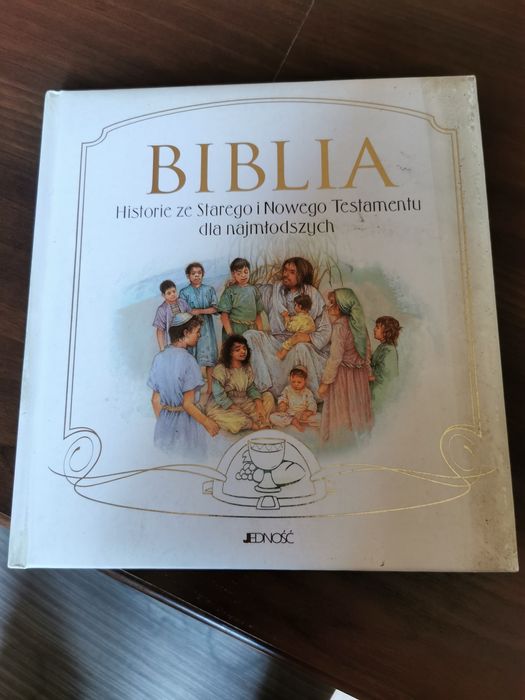 BIBLIA
Historie ze Starego i Nowego Testamentu
dla najmłodszych
JEDNOŚĆ